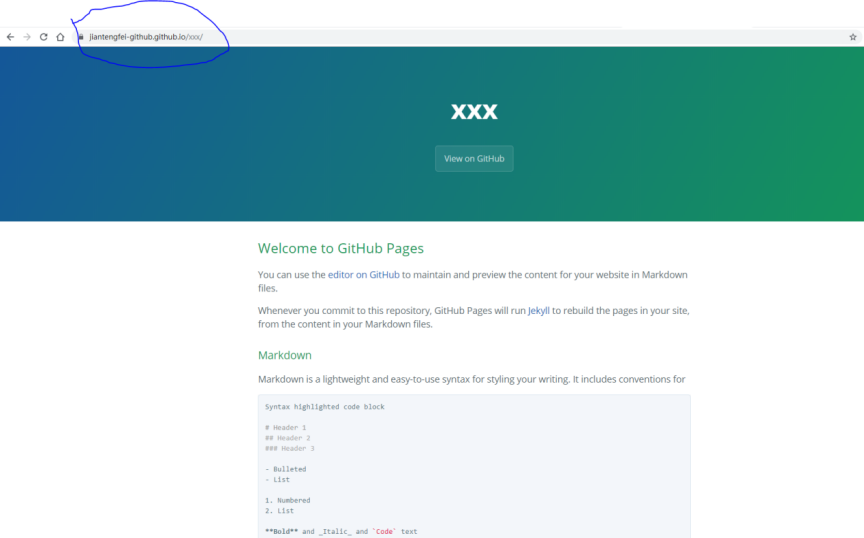 jiantengfei-github.github.io/xxx/
xxx
View on GitHub
Welcome to GitHub Pages
You can use the editor on GitHub to maintain and preview the content for your website in Markdown
files.
Whenever you commit to this repository, GitHub Pages will run Jekyll to rebuild the pages in your site,
from the content in your Markdown files.
Markdown
Markdown is a lightweight and easy-to-use syntax for styling your writing. It includes conventions for
Syntax highlighted code block
# Header 1
## Header 2
### Header 3
- Bulleted
- List
1. Numbered
2. List
**Bold** and _Italic_ and `Code` text